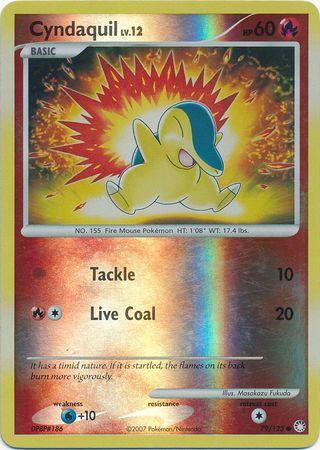 Cyndaquil LV.12
HP 60
BASIC
NO. 155 Fire Mouse Pokémon HT: 1'08" WT: 17.4 lbs.
Tackle 10
Live Coal 20
It has a timid nature. If it is startled, the flames on its back
burn more vigorously.
Illus. Masakazu Fukuda
weakness resistance retreat cost
+10
DPBP#186 ©2007 Pokémon/Nintendo 79/123